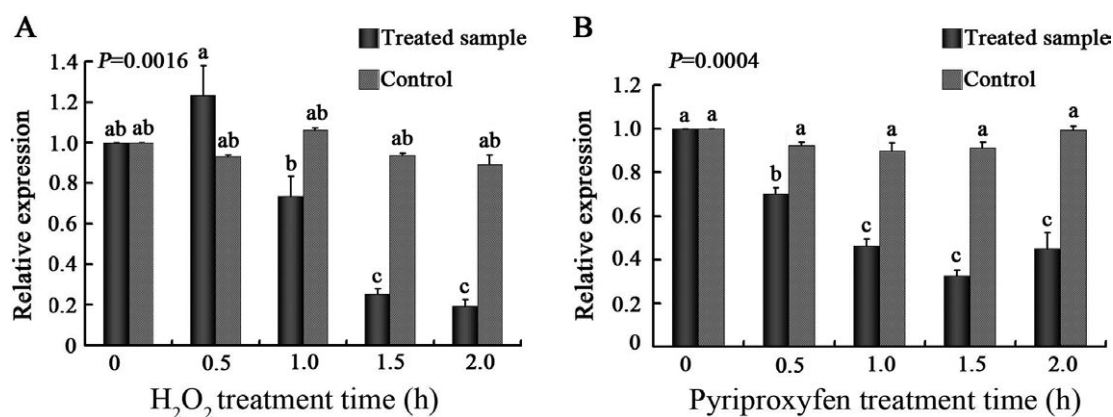 A
P=0.0016
Treated sample
Control
Relative expression
1.4
1.2
1.0
0.8
0.6
0.4
0.2
0
ab ab
a
ab
b
ab
c
ab
c
ab
0 0.5 1.0 1.5 2.0
H₂O₂ treatment time (h)
B
P=0.0004
Treated sample
Control
Relative expression
1.2
1.0
0.8
0.6
0.4
0.2
0
a a
b
a
c
a
c
a
c
a
0 0.5 1.0 1.5 2.0
Pyriproxyfen treatment time (h)